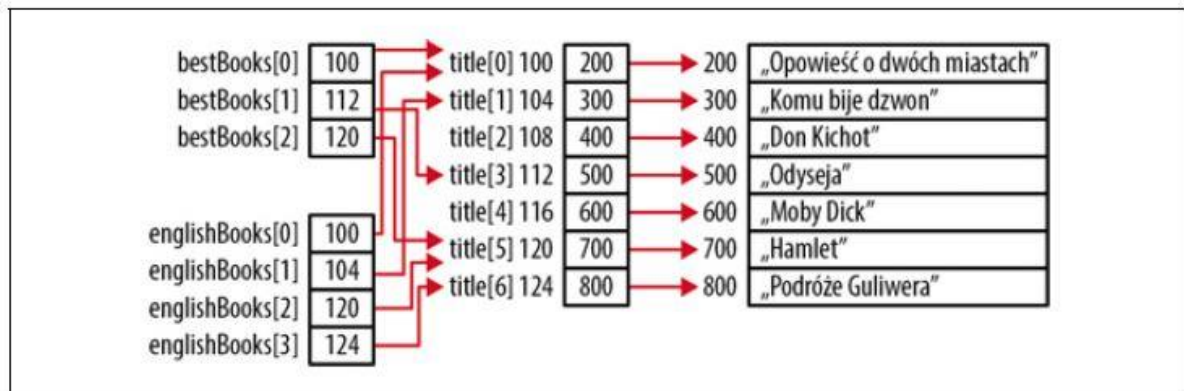 bestBooks[0] 100 title[0] 100 200 200 „Opowieść o dwóch miastach”
bestBooks[1] 112 title[1] 104 300 300 „Komu bije dzwon”
bestBooks[2] 120 title[2] 108 400 400 „Don Kichot”
title[3] 112 500 500 „Odyseja”
title[4] 116 600 600 „Moby Dick”
englishBooks[0] 100 title[5] 120 700 700 „Hamlet”
englishBooks[1] 104 title[6] 124 800 800 „Podróże Guliwera”
englishBooks[2] 120
englishBooks[3] 124